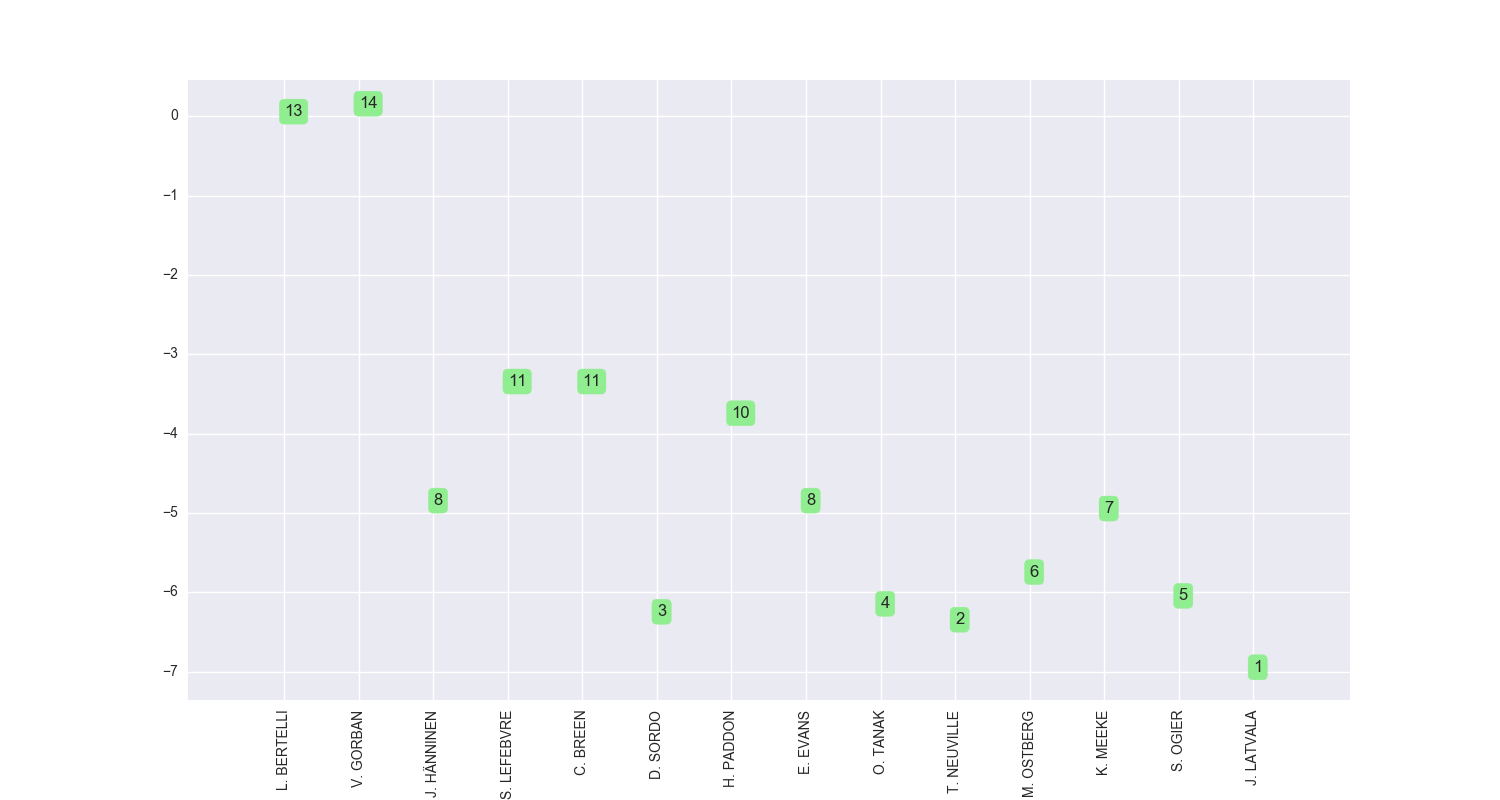 0
−1
−2
−3
−4
−5
−6
−7
13
14
8
11
11
3
10
8
4
2
6
7
5
1
L. BERTELLI
V. GORBAN
J. HÄNNINEN
S. LEFEBVRE
C. BREEN
D. SORDO
H. PADDON
E. EVANS
O. TANAK
T. NEUVILLE
M. OSTBERG
K. MEEKE
S. OGIER
J. LATVALA